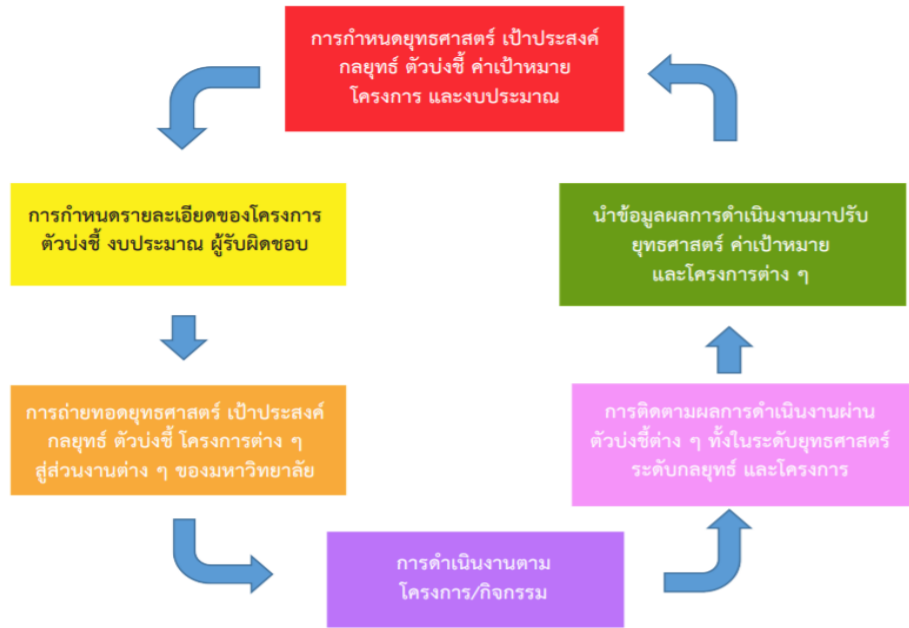 การกำหนดยุทธศาสตร์ เป้าประสงค์
กลยุทธ์ ตัวบ่งชี้ ค่าเป้าหมาย
โครงการ และงบประมาณ
การกำหนดรายละเอียดของโครงการ
ตัวบ่งชี้ งบประมาณ ผู้รับผิดชอบ
การถ่ายทอดยุทธศาสตร์ เป้าประสงค์
กลยุทธ์ ตัวบ่งชี้ โครงการต่าง ๆ
สู่ส่วนงานต่าง ๆ ของมหาวิทยาลัย
การดำเนินงานตาม
โครงการ/กิจกรรม
การติดตามผลการดำเนินงานผ่าน
ตัวบ่งชี้ต่าง ๆ ทั้งในระดับยุทธศาสตร์
ระดับกลยุทธ์ และโครงการ
นำข้อมูลผลการดำเนินงานมาปรับ
ยุทธศาสตร์ ค่าเป้าหมาย
และโครงการต่าง ๆ